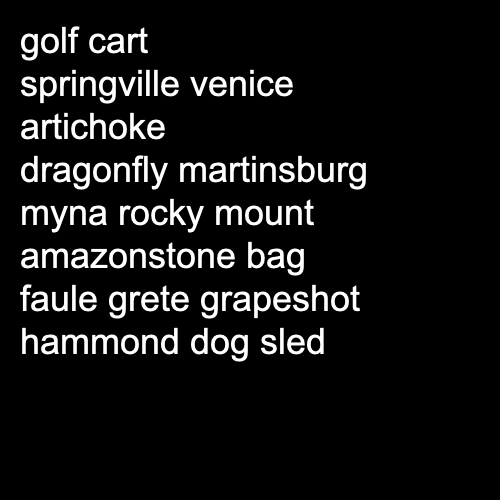 golf cart
springville venice
artichoke
dragonfly martinsburg
myna rocky mount
amazonstone bag
faule grete grapeshot
hammond dog sled